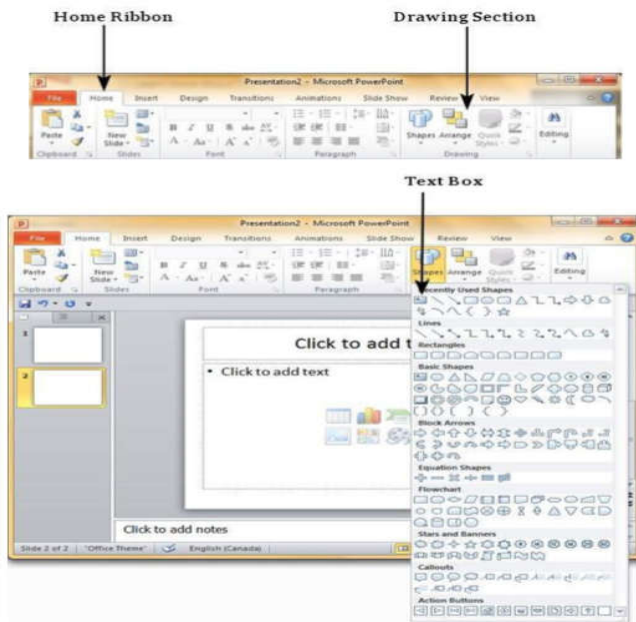 Home Ribbon Drawing Section
Presentation2 - Microsoft PowerPoint
File Home Insert Design Transitions Animations Slide Show Review View
Paste New Slide Shapes Arrange Quick Styles Editing
Clipboard Slides Font Paragraph Drawing
Text Box
Presentation2 - Microsoft PowerPoint
File Home Insert Design Transitions Animations Slide Show Review View
Paste New Slide Shapes Arrange Quick Styles Editing
Clipboard Slides Font Paragraph
Recently Used Shapes
Lines
Rectangles
Basic Shapes
Block Arrows
Equation Shapes
Flowchart
Stars and Banners
Callouts
Action Buttons
1
2
Click to add t
• Click to add text
Click to add notes
Slide 2 of 2 "Office Theme" English (Canada)